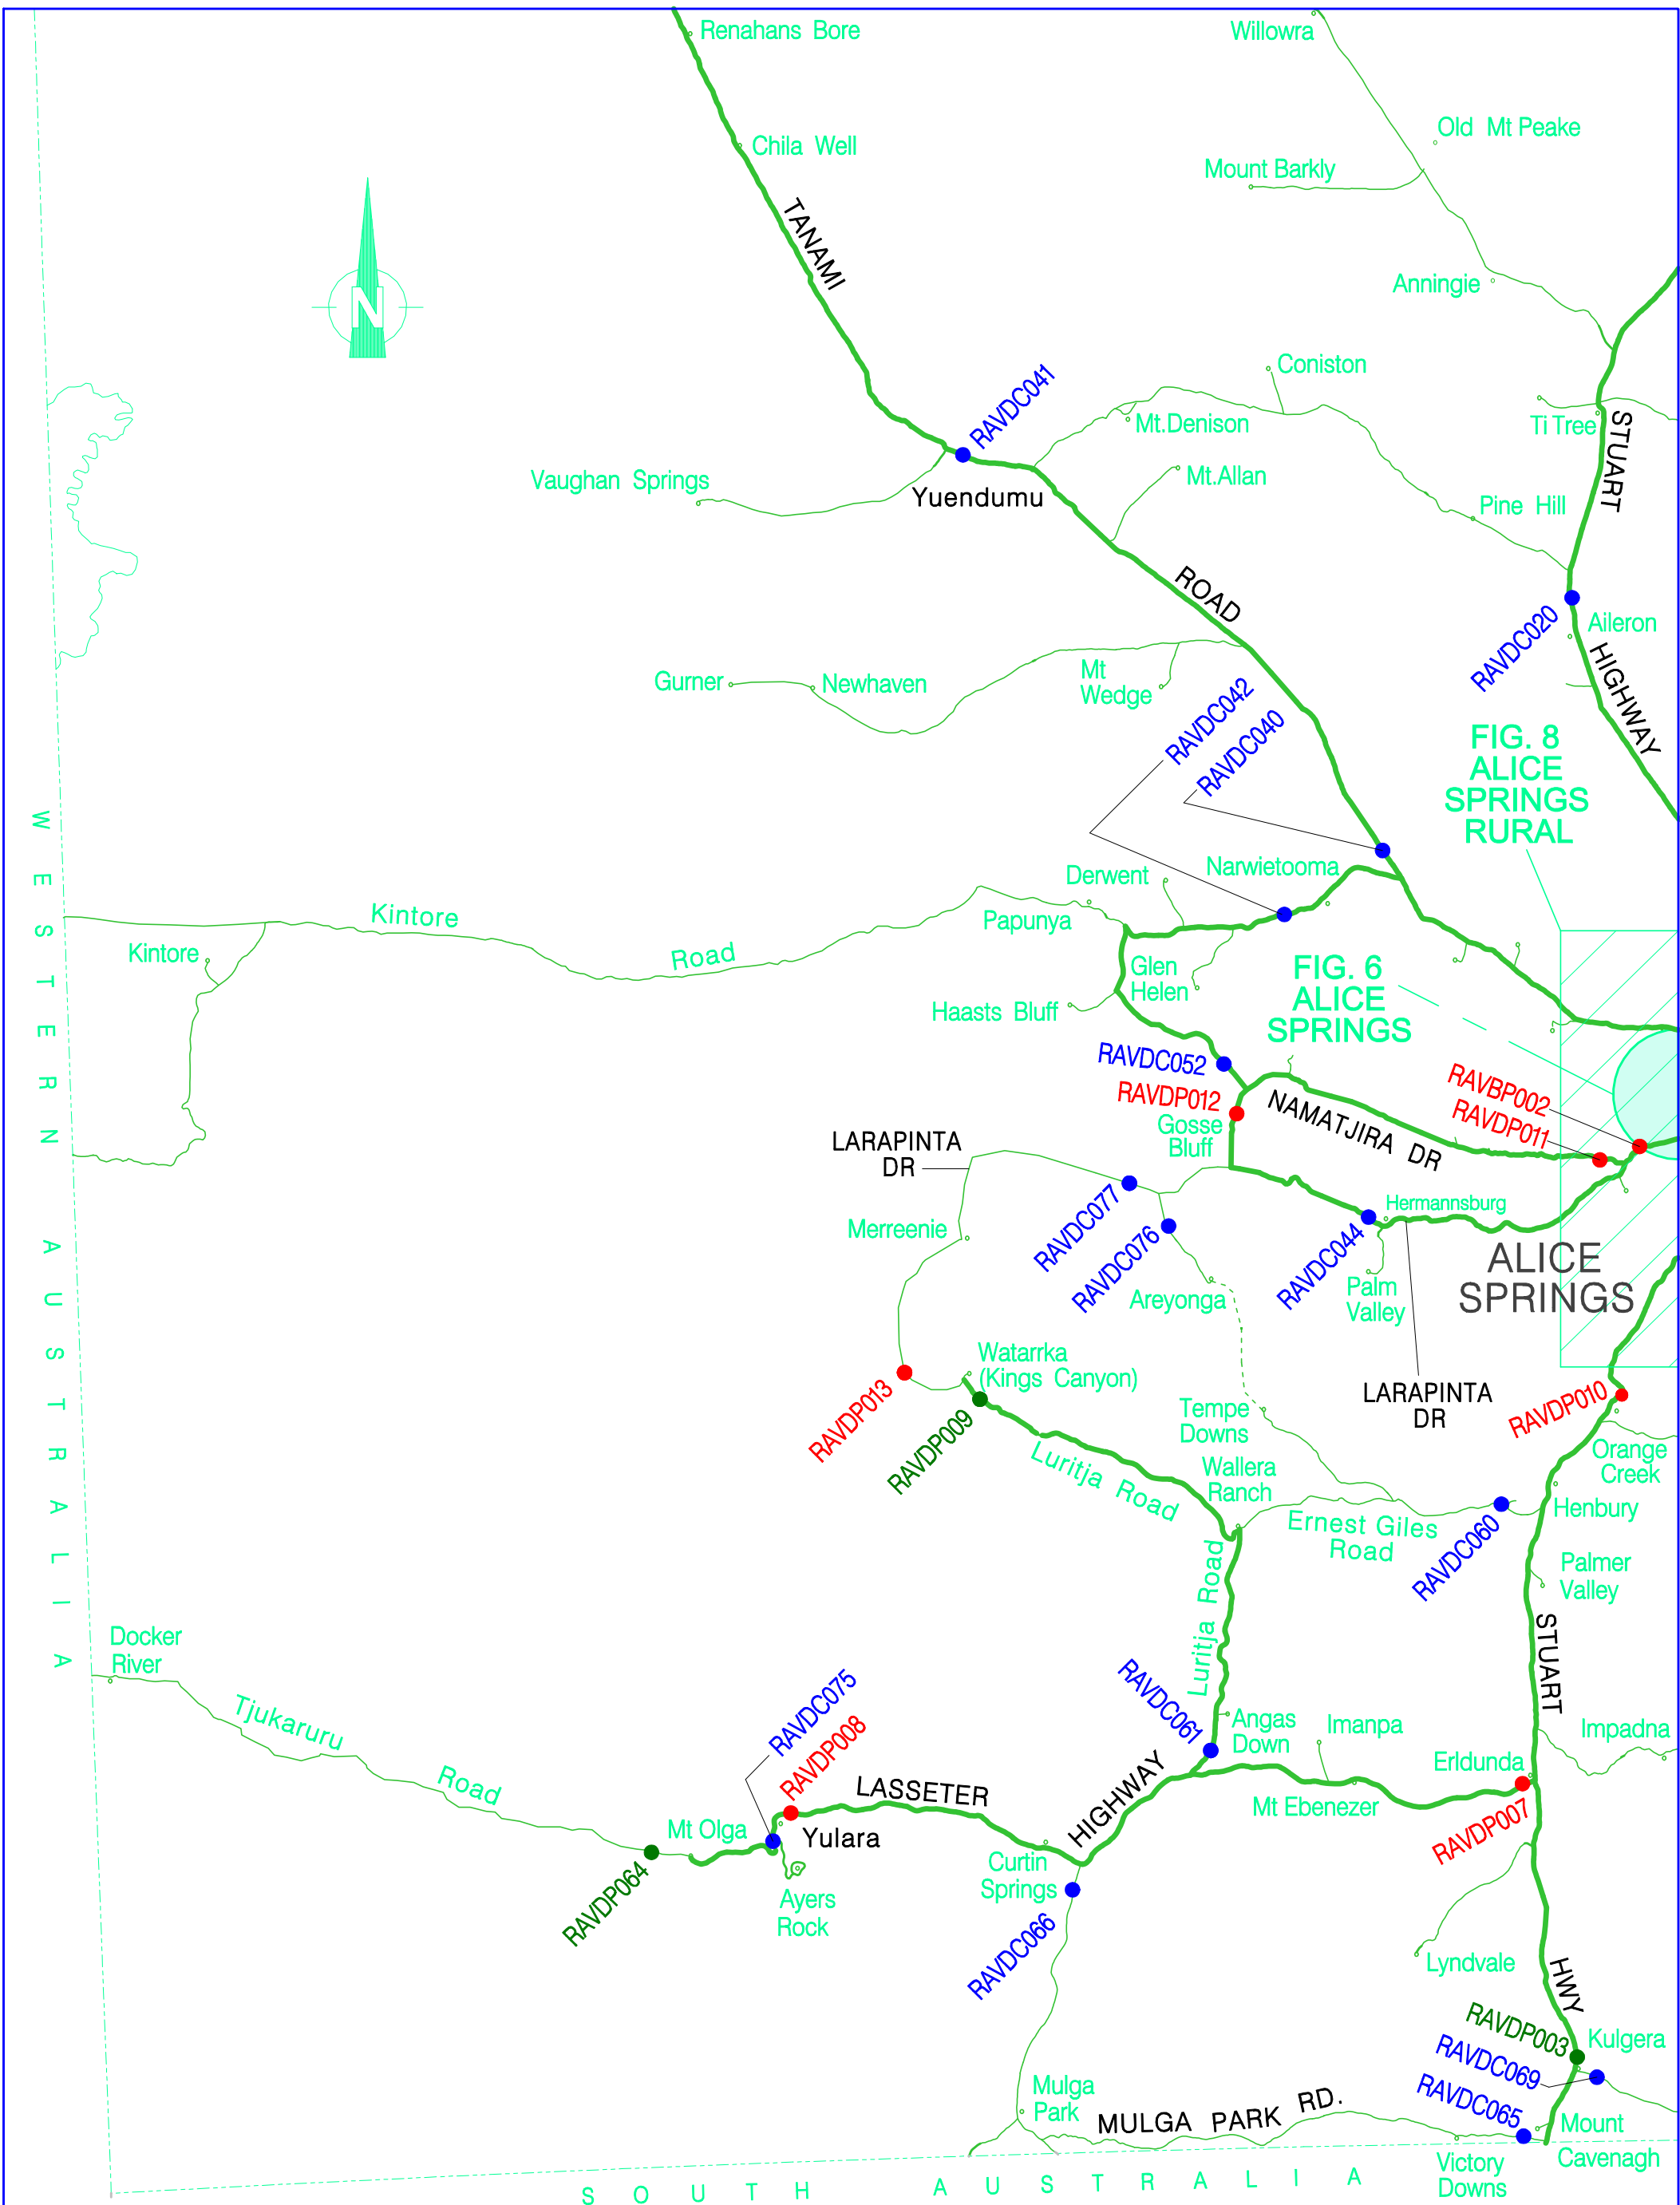 Renahans Bore
Willowra
Chila Well
Old Mt Peake
Mount Barkly
TANAMI
N
Anningie
Coniston
RAVDC041
Mt.Denison
Ti Tree
STUART
Vaughan Springs
Mt.Allan
Yuendumu
Pine Hill
ROAD
RAVDC020
Aileron
HIGHWAY
Gurner
Newhaven
Mt
Wedge
RAVDC042
RAVDC040
FIG. 8
ALICE
SPRINGS
RURAL
WESTERN AUSTRALIA
Derwent
Narwietooma
Kintore
Road
Papunya
Kintore
Glen
Helen
Haasts Bluff
FIG. 6
ALICE
SPRINGS
RAVDC052
RAVDP012
Gosse
Bluff
NAMATJIRA DR
RAVBP002
RAVDP011
LARAPINTA
DR
RAVDC077
RAVDC076
Merreenie
Areyonga
RAVDC044
Hermannsburg
Palm
Valley
ALICE
SPRINGS
Watarrka
(Kings Canyon)
RAVDP013
RAVDP009
LARAPINTA
DR
RAVDP010
Tempe
Downs
Luritja Road
Wallera
Ranch
Orange
Creek
Henbury
Ernest Giles
Road
RAVDC060
Palmer
Valley
Luritja Road
STUART
Docker
River
Tjukaruru
Road
RAVDC075
RAVDP008
RAVDC061
Angas
Down
Imanpa
Impadna
Erldunda
LASSETER
HIGHWAY
Mt Ebenezer
RAVDP007
Mt Olga
Yulara
RAVDP064
Ayers
Rock
Curtin
Springs
RAVDC066
Lyndvale
HWY
RAVDP003
Kulgera
RAVDC069
RAVDC065
Mulga
Park
MULGA PARK RD.
Mount
Cavenagh
Victory
Downs
SOUTH AUSTRALIA